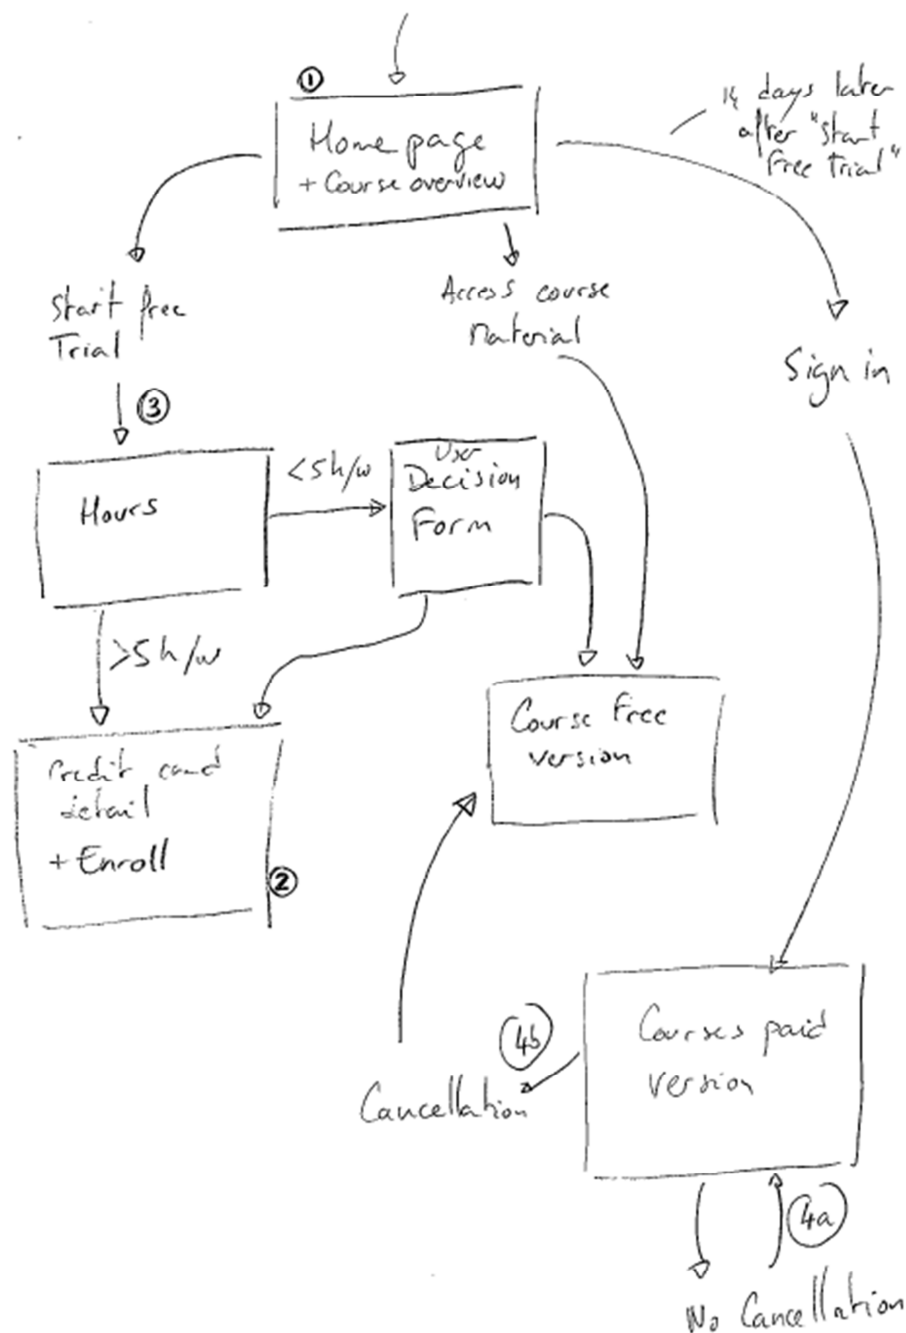 ①
Home page
+ Course overview
14 days later
after "Start
Free Trial"
Start free
Trial
Access course
Material
Sign in
③
Hours
<5h/w
User
Decision
Form
>5h/w
Course Free
version
Credit card
detail
+ Enroll
②
Courses paid
version
4b
Cancellation
4a
No Cancellation